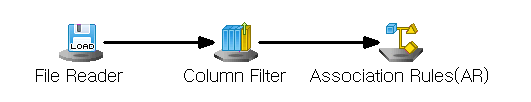 LOAD
File Reader
Column Filter
Association Rules(AR)